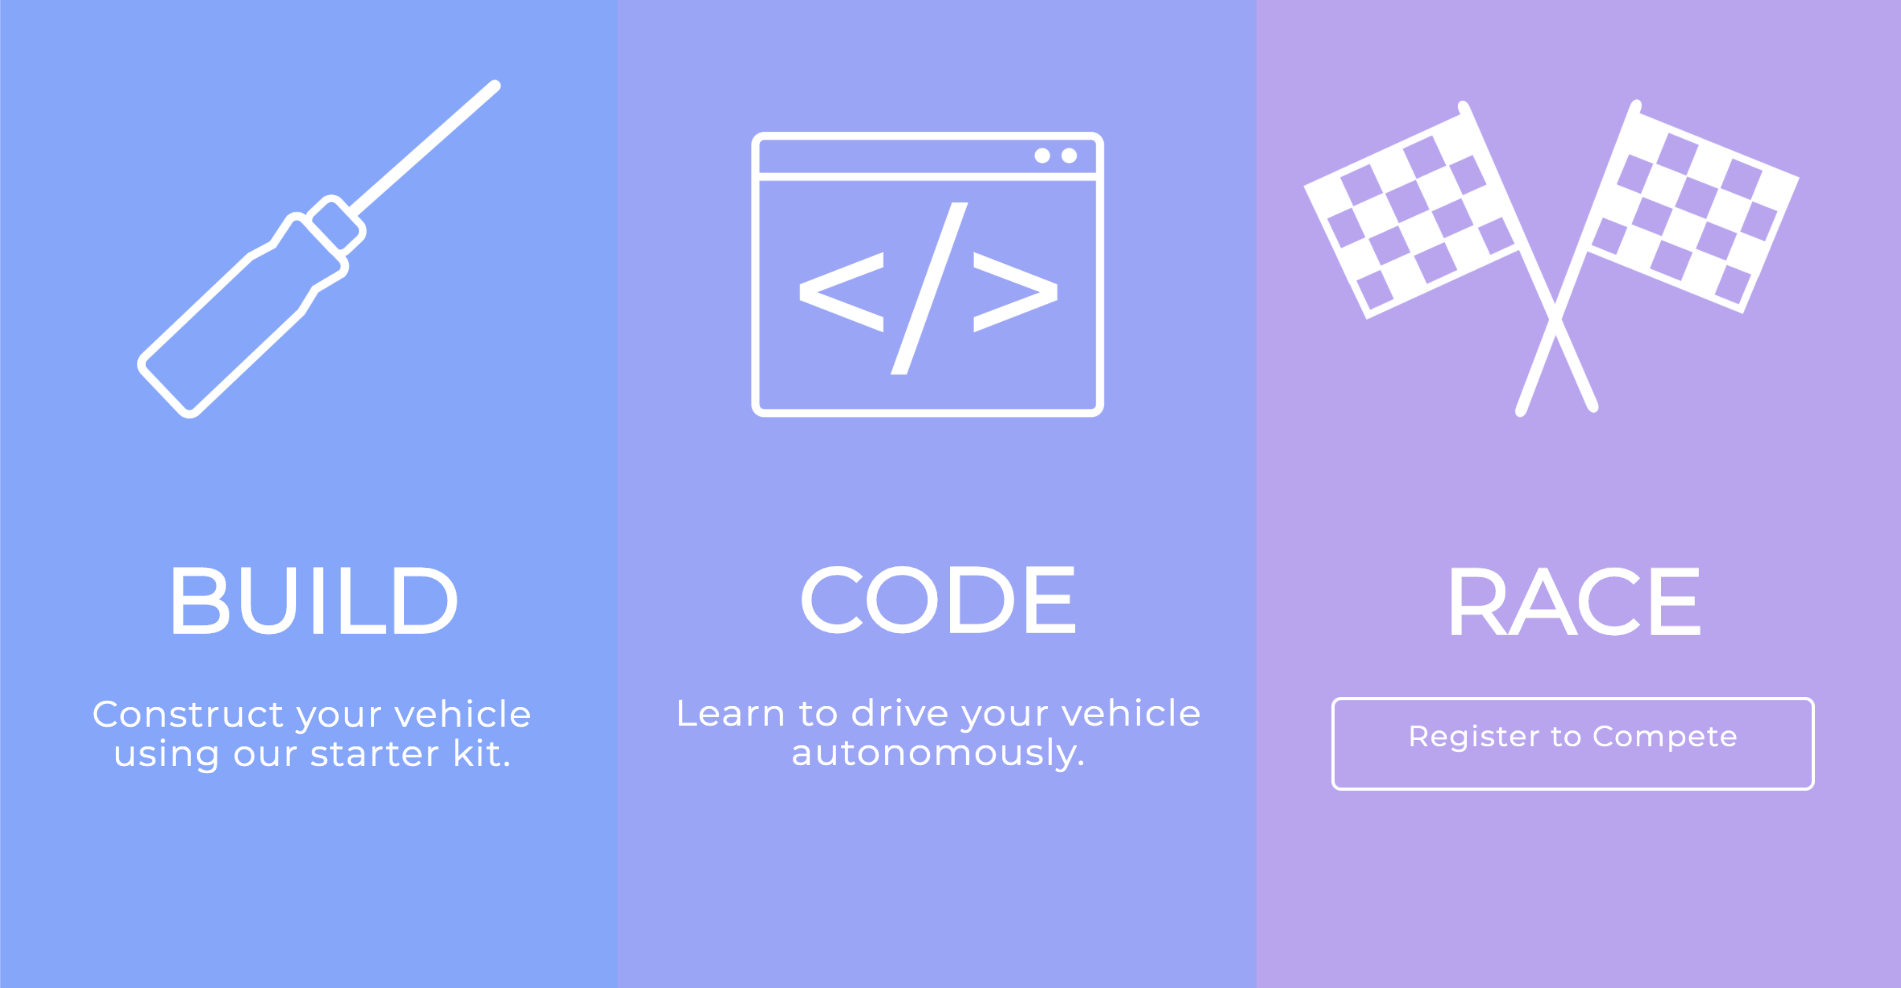 </>
BUILD
Construct your vehicle
using our starter kit.
CODE
Learn to drive your vehicle
autonomously.
RACE
Register to Compete